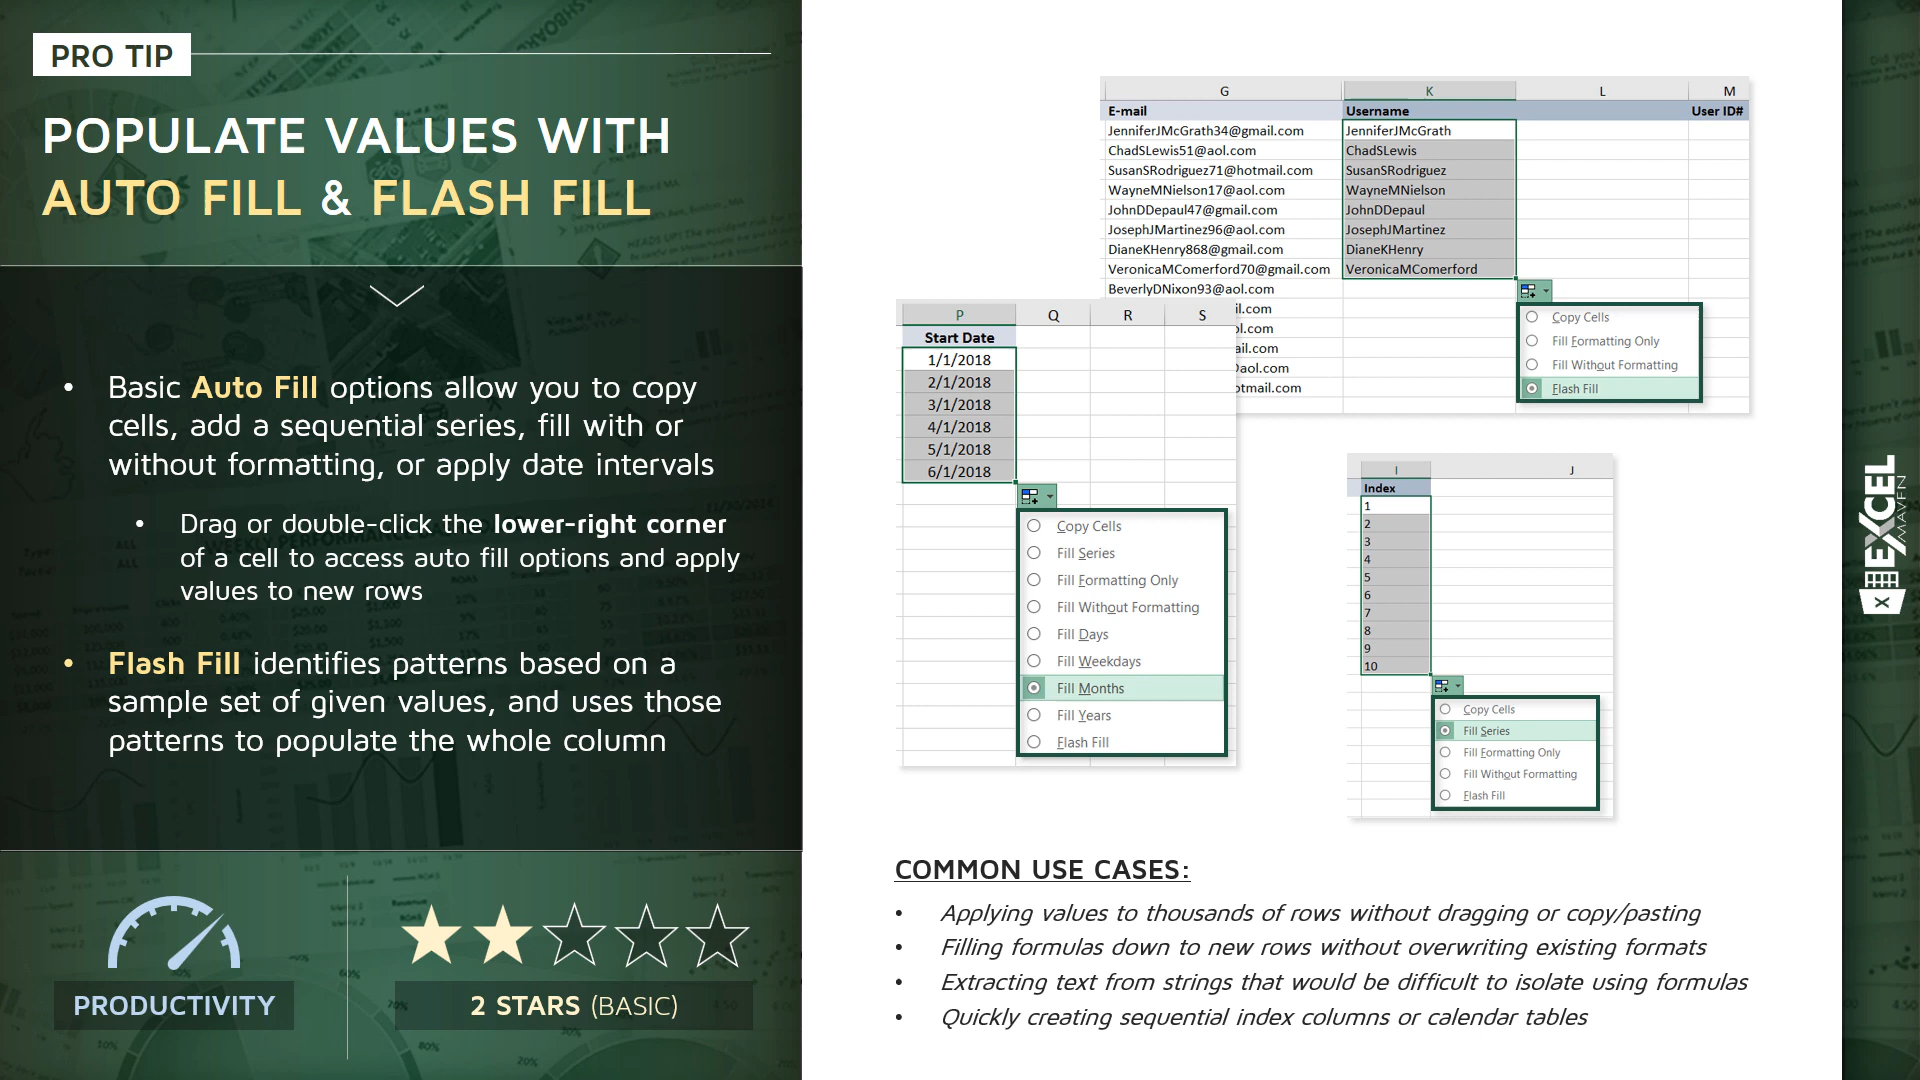 PRO TIP
POPULATE VALUES WITH
AUTO FILL & FLASH FILL
• Basic Auto Fill options allow you to copy
cells, add a sequential series, fill with or
without formatting, or apply date intervals
• Drag or double-click the lower-right corner
of a cell to access auto fill options and apply
values to new rows
• Flash Fill identifies patterns based on a
sample set of given values, and uses those
patterns to populate the whole column
PRODUCTIVITY
2 STARS (BASIC)
G K L M
E-mail Username User ID#
JenniferJMcGrath34@gmail.com JenniferJMcGrath
ChadSLewis51@aol.com ChadSLewis
SusanSRodriguez71@hotmail.com SusanSRodriguez
WayneMNielson17@aol.com WayneMNielson
JohnDDepaul47@gmail.com JohnDDepaul
JosephJMartinez96@aol.com JosephJMartinez
DianeKHenry868@gmail.com DianeKHenry
VeronicaMComerford70@gmail.com VeronicaMComerford
BeverlyDNixon93@aol.com
il.com
ol.com
ail.com
aol.com
otmail.com
Copy Cells
Fill Formatting Only
Fill Without Formatting
Flash Fill
P Q R S
Start Date
1/1/2018
2/1/2018
3/1/2018
4/1/2018
5/1/2018
6/1/2018
Copy Cells
Fill Series
Fill Formatting Only
Fill Without Formatting
Fill Days
Fill Weekdays
Fill Months
Fill Years
Flash Fill
I J
Index
1
2
3
4
5
6
7
8
9
10
Copy Cells
Fill Series
Fill Formatting Only
Fill Without Formatting
Flash Fill
COMMON USE CASES:
• Applying values to thousands of rows without dragging or copy/pasting
• Filling formulas down to new rows without overwriting existing formats
• Extracting text from strings that would be difficult to isolate using formulas
• Quickly creating sequential index columns or calendar tables
X EXCEL
MAVEN